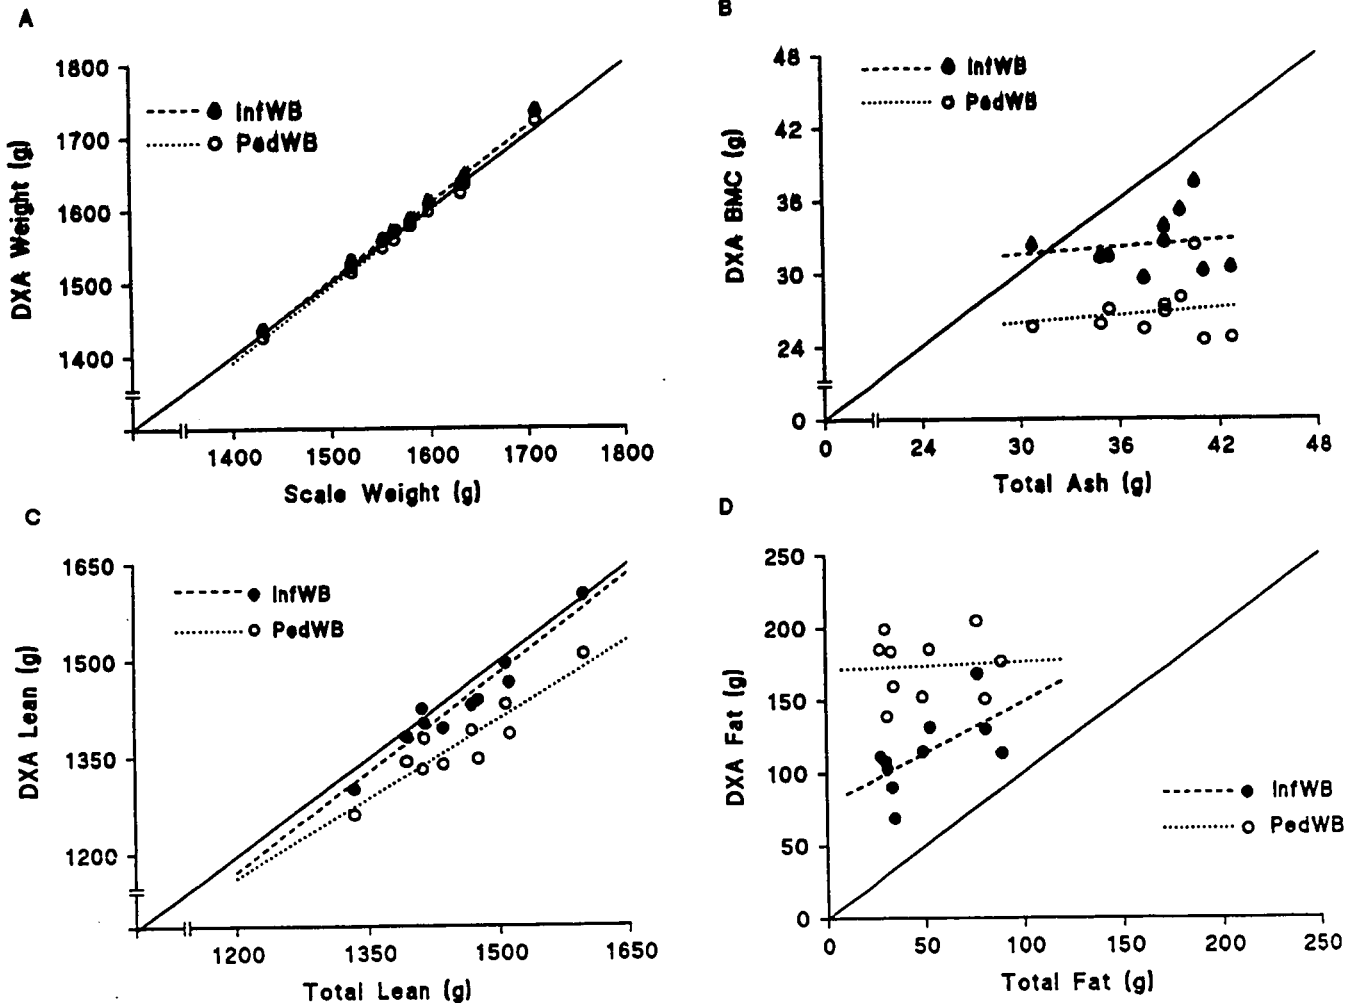 A
1800
1700
1600
1500
1400
DXA Weight (g)
InfWB
PedWB
1400 1500 1600 1700 1800
Scale Weight (g)
B
48
42
36
30
24
0
DXA BMC (g)
InfWB
PedWB
0 24 30 36 42 48
Total Ash (g)
C
1650
1500
1350
1200
DXA Lean (g)
InfWB
PedWB
1200 1350 1500 1650
Total Lean (g)
D
250
200
150
100
50
0
DXA Fat (g)
InfWB
PedWB
0 50 100 150 200 250
Total Fat (g)